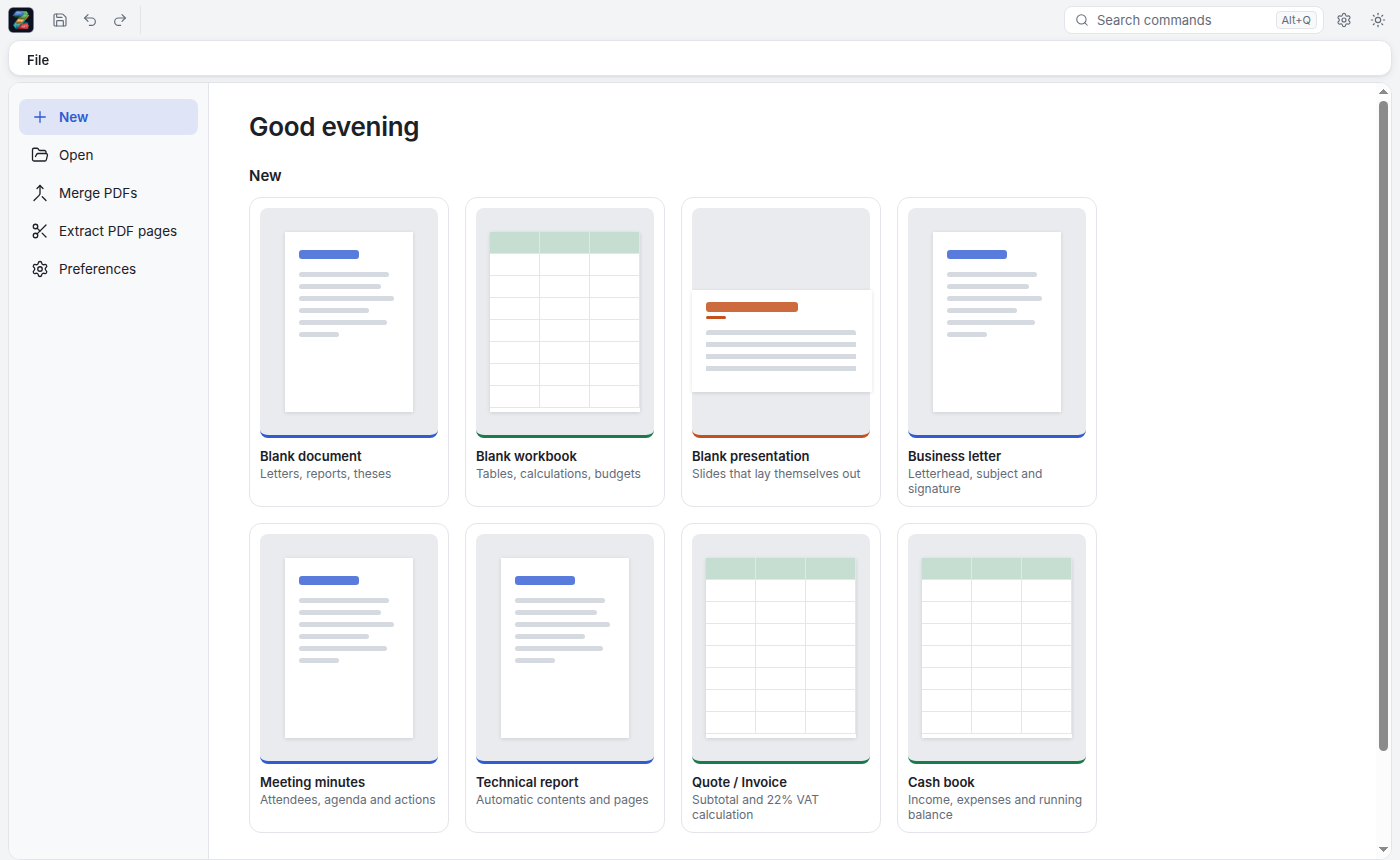 Search commands
Alt+Q
File
New
Open
Merge PDFs
Extract PDF pages
Preferences
Good evening
New
Blank document
Letters, reports, theses
Blank workbook
Tables, calculations, budgets
Blank presentation
Slides that lay themselves out
Business letter
Letterhead, subject and
signature
Meeting minutes
Attendees, agenda and actions
Technical report
Automatic contents and pages
Quote / Invoice
Subtotal and 22% VAT
calculation
Cash book
Income, expenses and running
balance